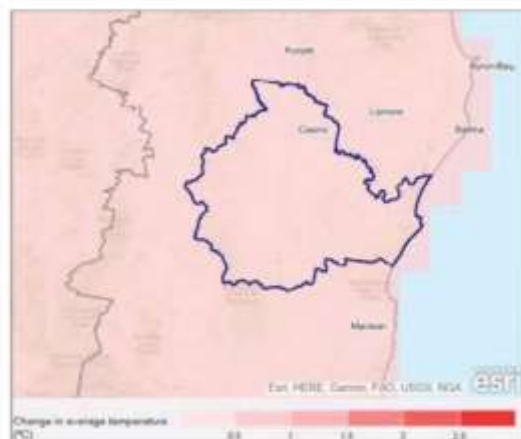 Kyogle
Byron Bay
Lismore
Casino
Ballina
Maclean
Esri, HERE, Garmin, FAO, USGS, NGA
esri
Change in average temperature
(°C)
0.5 1 1.5 2 2.5